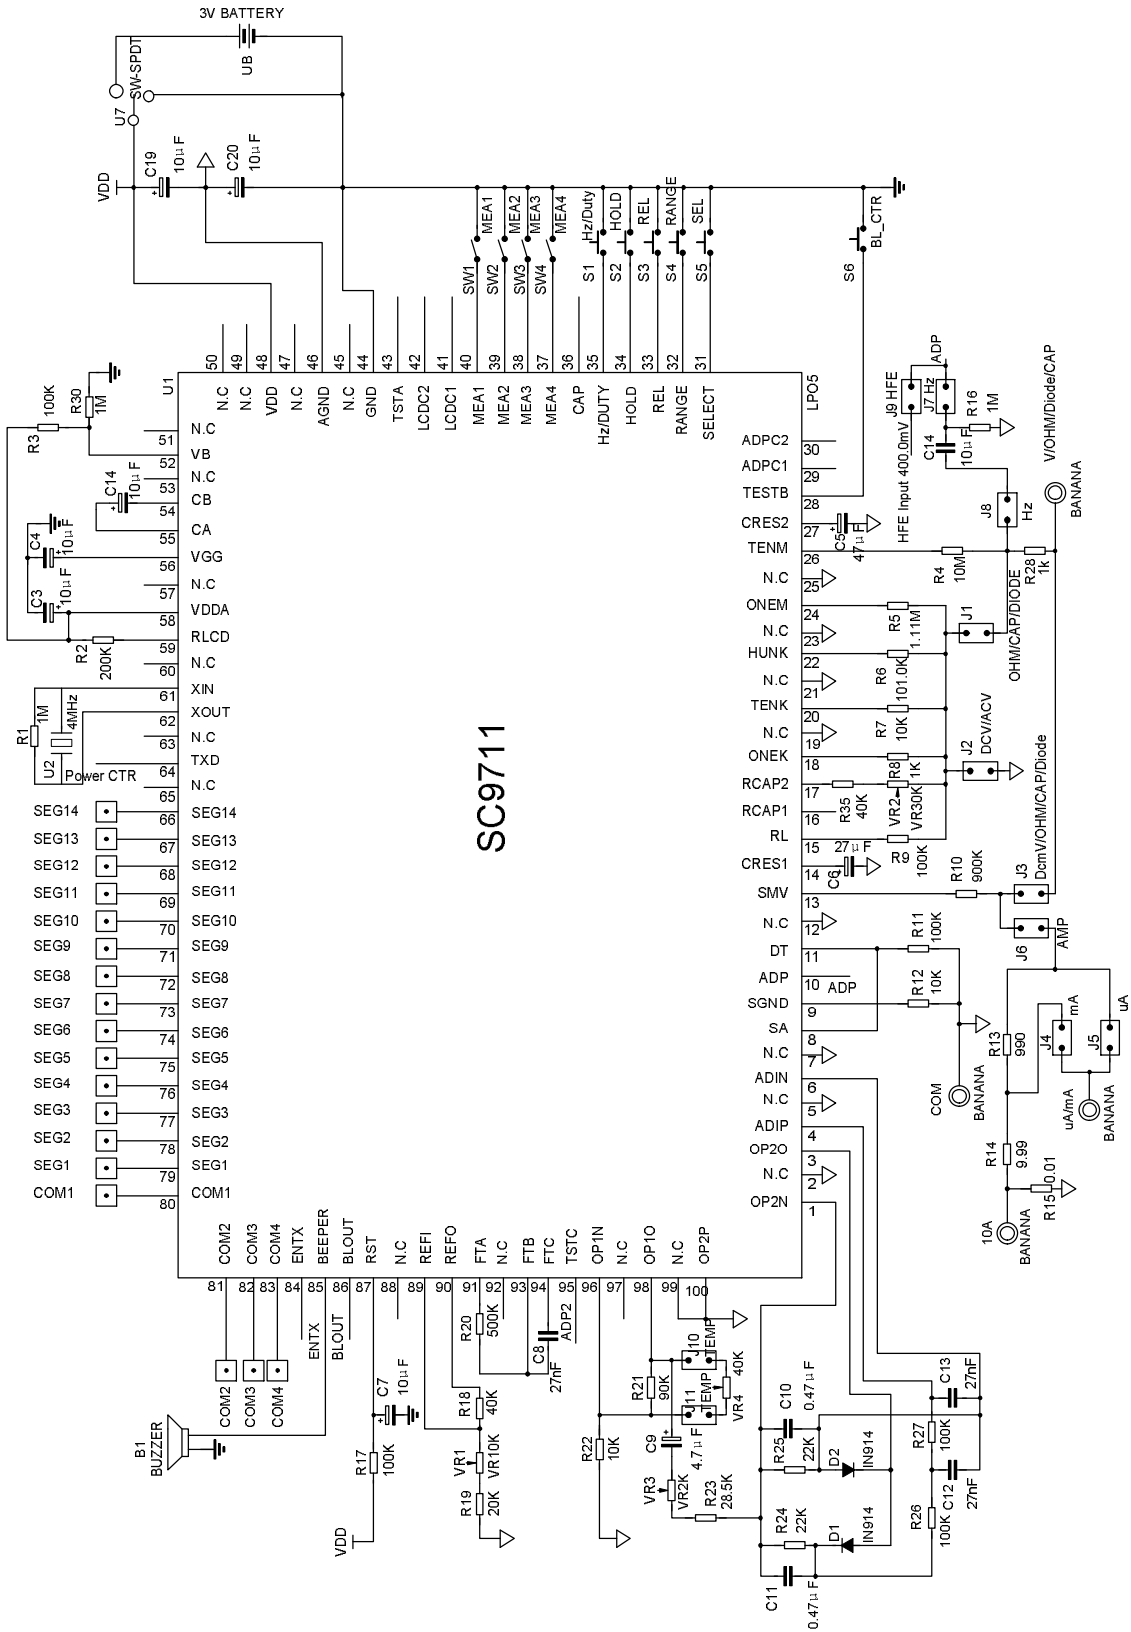 3V BATTERY
UB
SW-SPDT
U7
VDD
C19
10μF
C20
10μF
MEA1
MEA2
MEA3
MEA4
SW1
SW2
SW3
SW4
Hz/Duty
HOLD
REL
RANGE
SEL
S1
S2
S3
S4
S5
S6
BL_CTR
50
49
48
47
46
45
44
43
42
41
40
39
38
37
36
35
34
33
32
31
N.C
N.C
VDD
N.C
AGND
N.C
GND
TSTA
LCDC2
LCDC1
MEA1
MEA2
MEA3
MEA4
CAP
Hz/DUTY
HOLD
REL
RANGE
SELECT
U1
LPO5
SC9711
R3
100K
R30
1M
C14
10μF
C4
10μF
C3
10μF
R2
200K
R1
1M
U2
4MHz
Power CTR
N.C
51
VB
52
N.C
53
CB
54
CA
55
VGG
56
N.C
57
VDDA
58
RLCD
59
N.C
60
XIN
61
XOUT
62
N.C
63
TXD
64
N.C
65
SEG14 SEG14
66
SEG13 SEG13
67
SEG12 SEG12
68
SEG11 SEG11
69
SEG10 SEG10
70
SEG9 SEG9
71
SEG8 SEG8
72
SEG7 SEG7
73
SEG6 SEG6
74
SEG5 SEG5
75
SEG4 SEG4
76
SEG3 SEG3
77
SEG2 SEG2
78
SEG1 SEG1
79
COM1 COM1
80
ADPC2
30
ADPC1
29
TESTB
28
CRES2
27
TENM
26
N.C
25
ONEM
24
N.C
23
HUNK
22
N.C
21
TENK
20
N.C
19
ONEK
18
RCAP2
17
RCAP1
16
RL
15
CRES1
14
SMV
13
N.C
12
DT
11
ADP
10
ADP
SGND
9
SA
8
N.C
7
ADIN
6
N.C
5
ADIP
4
OP2O
3
N.C
2
OP2N
1
J9 HFE
J7 Hz
ADP
R16
1M
HFE Input 400.0mV
C14
10μF
J8
Hz
V/OHM/Diode/CAP
BANANA
C5
47μF
R4
10M
R28
1k
R5
1.11M
J1
OHM/CAP/DIODE
R6
101.0K
R7
10K
J2
DCV/ACV
R8
1K
R35
40K
VR2
VR30K
27μF
C6
R9
100K
R10
900K
J3
DcmV/OHM/CAP/Diode
J6
AMP
R11
100K
R12
10K
COM
BANANA
R13
990
J4
mA
J5
uA
uA/mA
BANANA
R14
9.99
R15
0.01
10A
BANANA
COM2
COM3
COM4
ENTX
BEEPER
BLOUT
RST
N.C
REFI
REFO
FTA
N.C
FTB
FTC
TSTC
OP1N
N.C
OP1O
N.C
OP2P
81
82
83
84
85
86
87
88
89
90
91
92
93
94
95
96
97
98
99
100
ENTX
BLOUT
COM2
COM3
COM4
B1
BUZZER
C7
10μF
R17
100K
VDD
R20
500K
C8
27nF
ADP2
R18
40K
VR1
VR10K
R19
20K
R21
90K
R22
10K
J10
TEMP
J11
TEMP
40K
VR4
C9
4.7μF
VR3
VR2K
R23
28.5K
C10
0.47μF
R25
22K
D2
IN914
R24
22K
D1
IN914
C11
0.47μF
C13
27nF
R27
100K
C12
27nF
R26
100K